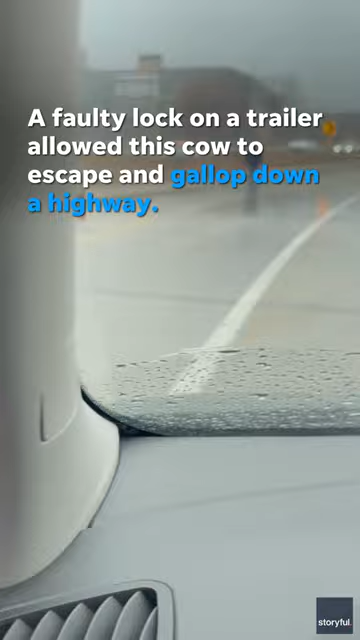 A faulty lock on a trailer
allowed this cow to
escape and gallop down
a highway.
storyful.